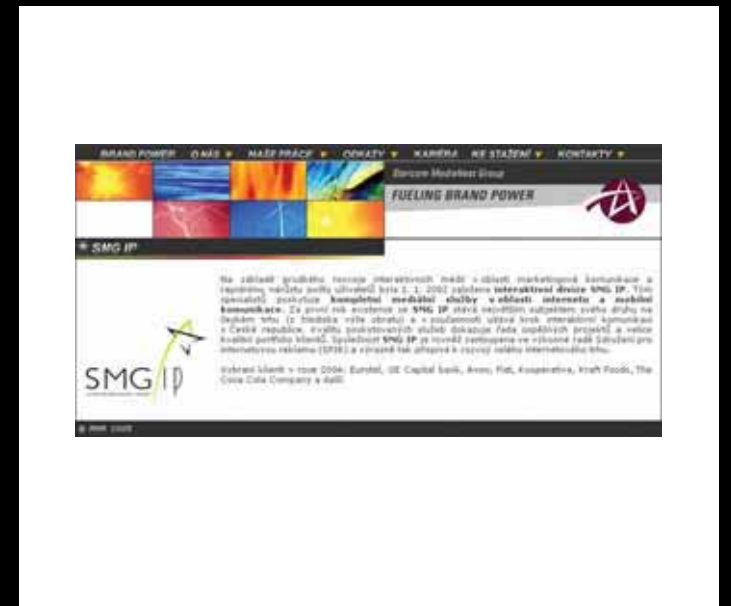 BRAND POWER O NÁS NAŠE PRÁCE ODKAZY KARIÉRA KE STAŽENÍ KONTAKTY
Starcom MediaVest Group
FUELING BRAND POWER
SMG IP
Na základě prudkého rozvoje interaktivních médií v oblasti marketingové komunikace a
rapidnímu nárůstu počtu uživatelů byla 1. 1. 2002 založena interaktivní divize SMG IP. Tým
specialistů poskytuje kompletní mediální služby v oblasti internetu a mobilní
komunikace. Za první rok existence se SMG IP stává největším subjektem svého druhu na
českém trhu (z hlediska výše obratu) a v současnosti udává krok interaktivní komunikaci
v České republice. Kvalitu poskytovaných služeb dokazuje řada úspěšných projektů a velice
kvalitní portfolio klientů. Společnost SMG IP je rovněž zastoupena ve výkonné radě Sdružení pro
internetovou reklamu (SPIR) a výrazně tak přispívá k rozvoji celého internetového trhu.
Vybraní klienti v roce 2004: Eurotel, GE Capital bank, Avon, Fiat, Kooperativa, Kraft Foods, The
Coca Cola Company a další
SMG IP